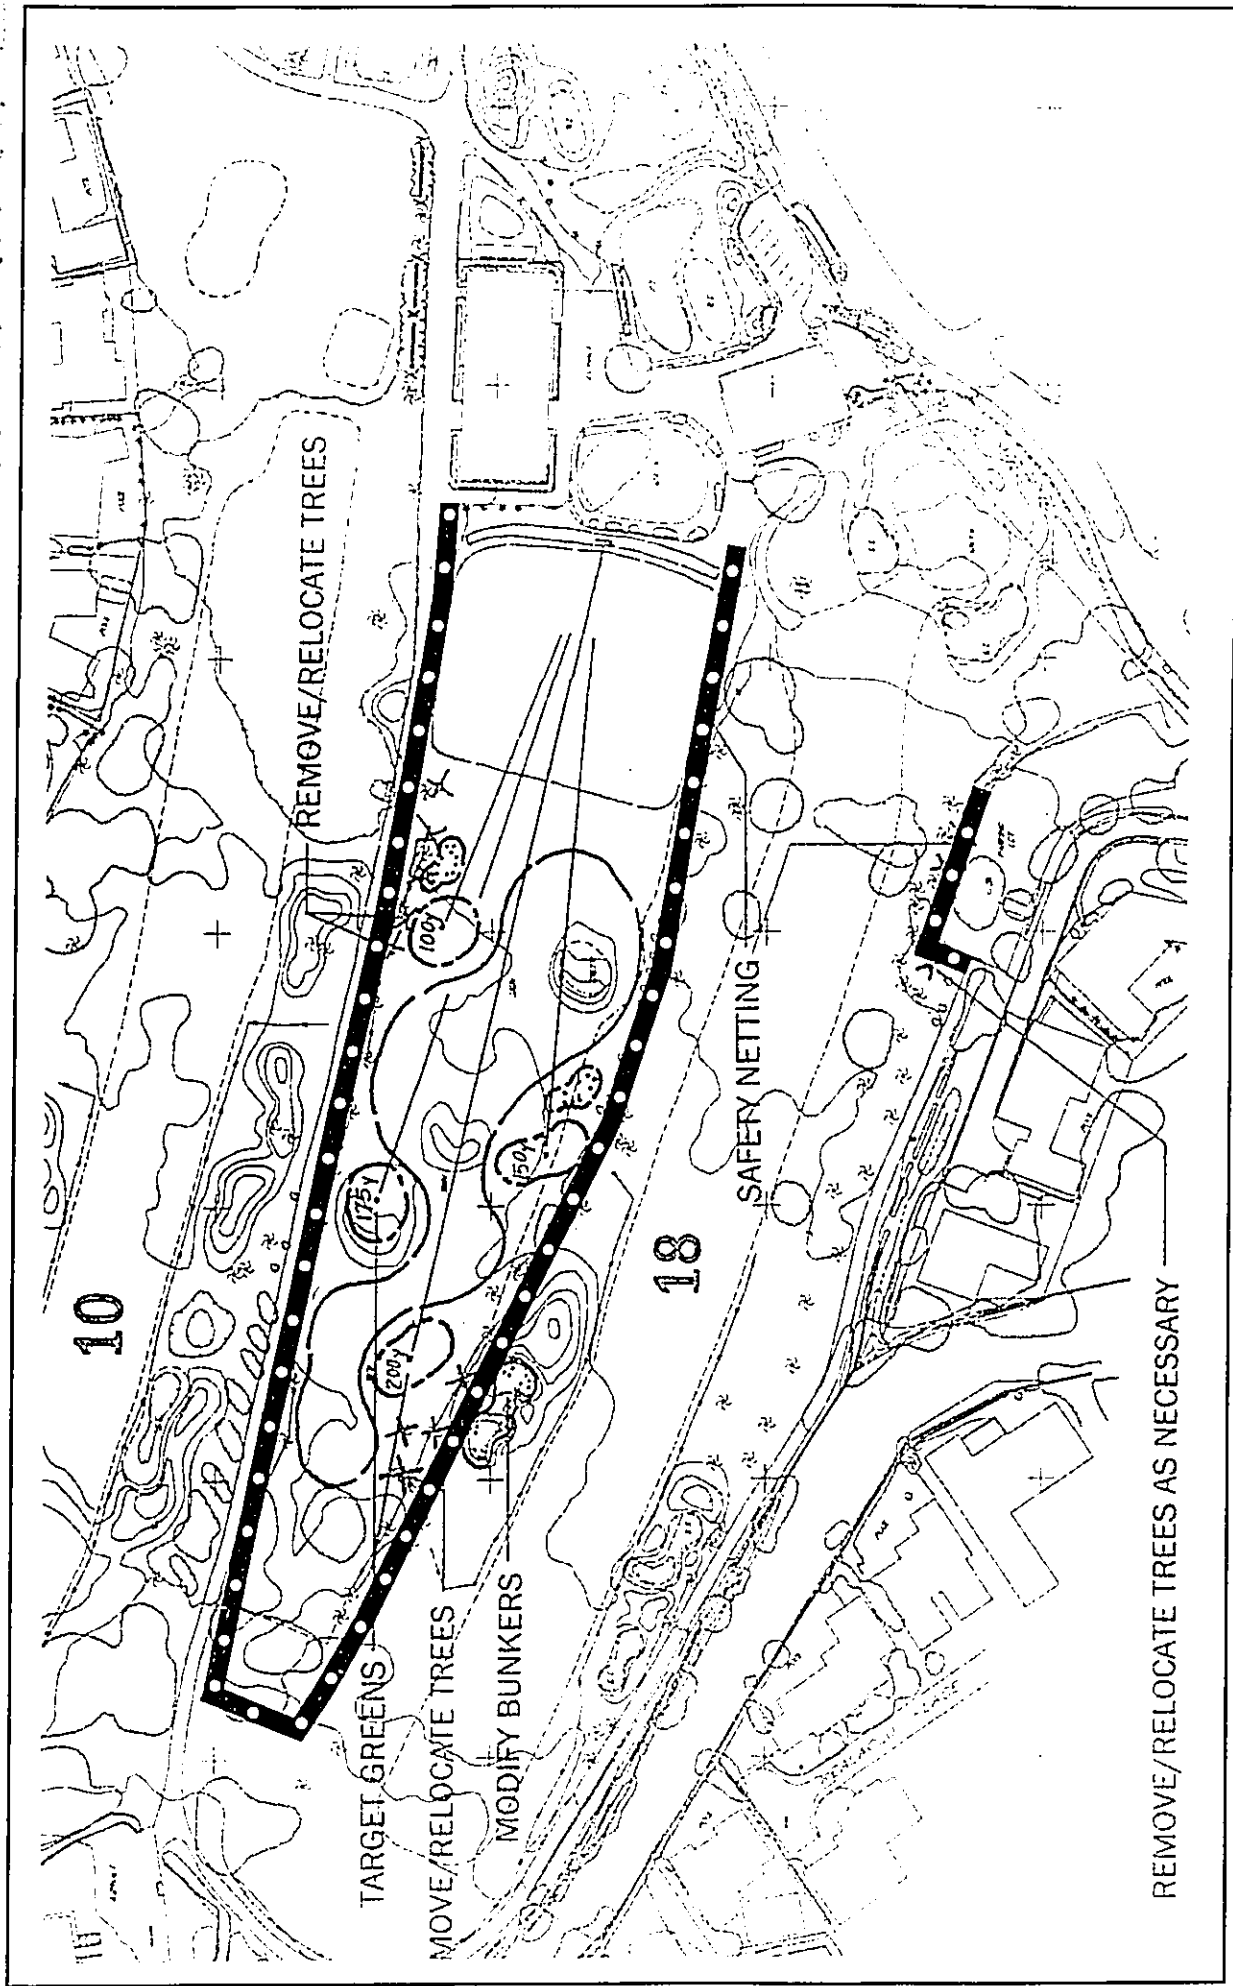 REMOVE/RELOCATE TREES
100y
175y
150y
200y
10
18
SAFETY NETTING
TARGET GREENS
MOVE/RELOCATE TREES
MODIFY BUNKERS
REMOVE/RELOCATE TREES AS NECESSARY